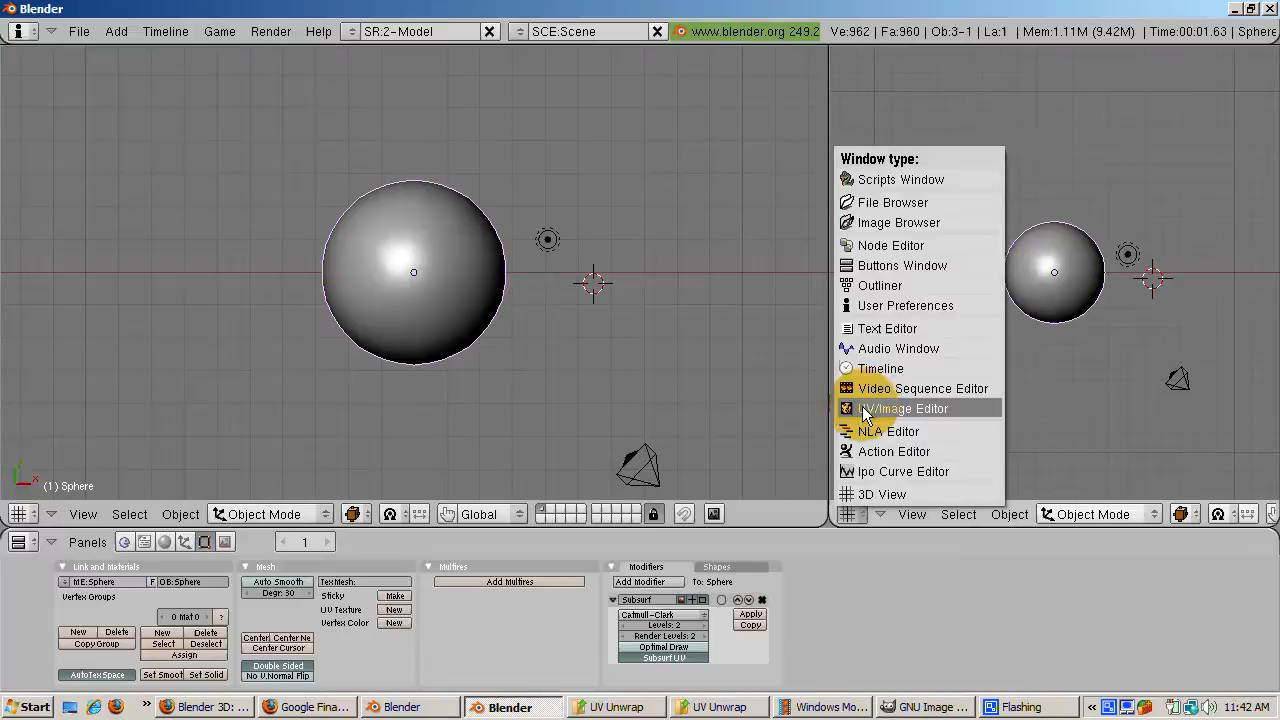 Blender
File Add Timeline Game Render Help SR:2-Model SCE:Scene www.blender.org 249.2 Ve:962 | Fa:960 | Ob:3-1 | La:1 | Mem:1.11M (9.42M) | Time:00:01.63 | Sphere
Window type:
Scripts Window
File Browser
Image Browser
Node Editor
Buttons Window
Outliner
User Preferences
Text Editor
Audio Window
Timeline
Video Sequence Editor
UV/Image Editor
NLA Editor
Action Editor
Ipo Curve Editor
3D View
x
(1) Sphere
View Select Object Object Mode Global
View Select Object Object Mode
Panels 1
Link and Materials
ME:Sphere F OB:Sphere
Vertex Groups
0 Mat 0 ?
New Delete New Delete
Copy Group Select Deselect
Assign
AutoTexSpace Set Smoot Set Solid
Mesh
Auto Smooth
Degr: 30
TexMesh:
Sticky Make
UV Texture New
Vertex Color New
Center Center Ne
Center Cursor
Double Sided
No V.Normal Flip
Multires
Add Multires
Modifiers Shapes
Add Modifier To: Sphere
Subsurf
Catmull-Clark Apply
Levels: 2 Copy
Render Levels: 2
Optimal Draw
Subsurf UV
Start Blender 3D: ... Google Fina... Blender Blender UV Unwrap UV Unwrap Windows Mo... GNU Image ... Flashing 11:42 AM